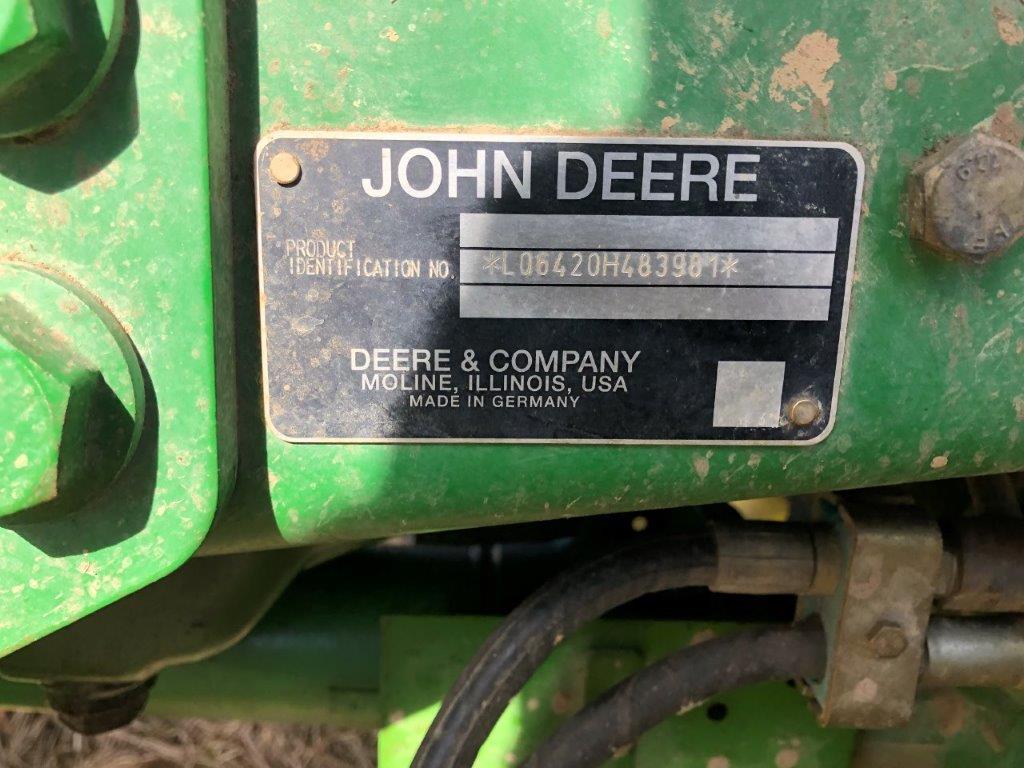 JOHN DEERE
PRODUCT
IDENTIFICATION NO.
*L06420H483981*
DEERE & COMPANY
MOLINE, ILLINOIS, USA
MADE IN GERMANY